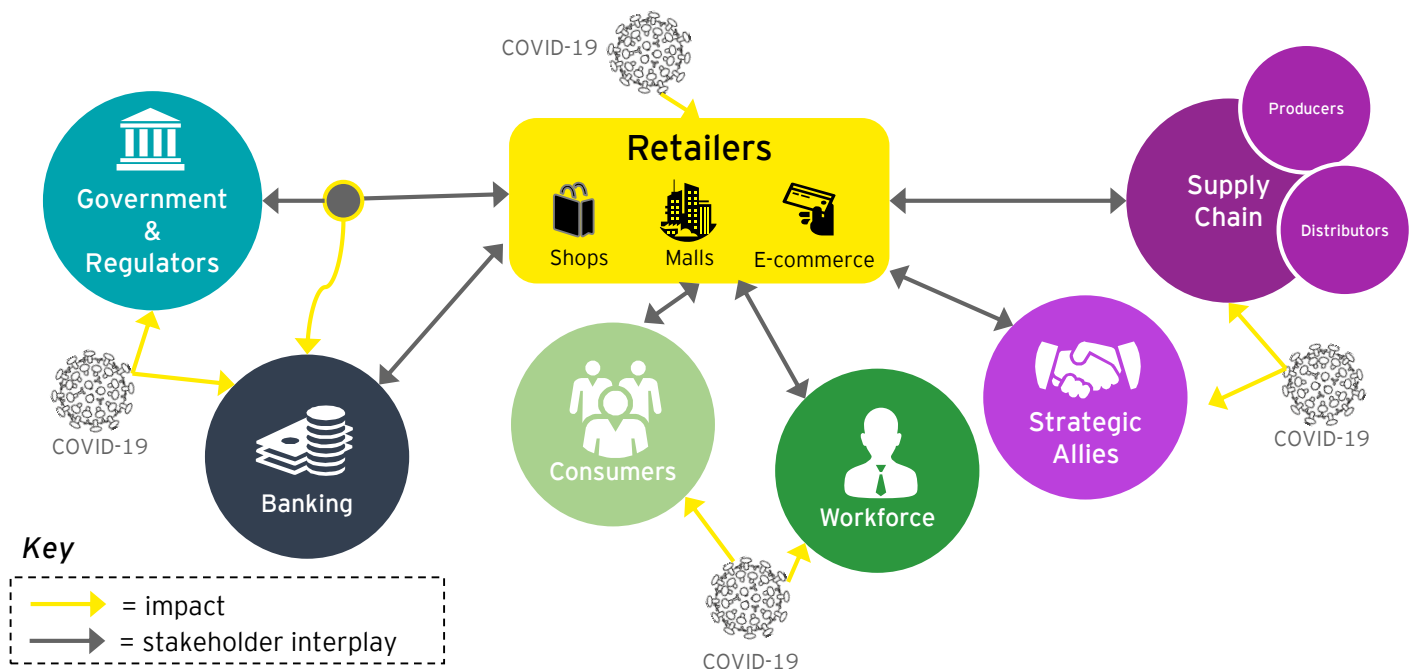 COVID-19
Retailers
Shops
Malls
E-commerce
Government
&
Regulators
Banking
COVID-19
Consumers
Workforce
COVID-19
Strategic
Allies
Supply
Chain
Producers
Distributors
COVID-19
Key
= impact
= stakeholder interplay